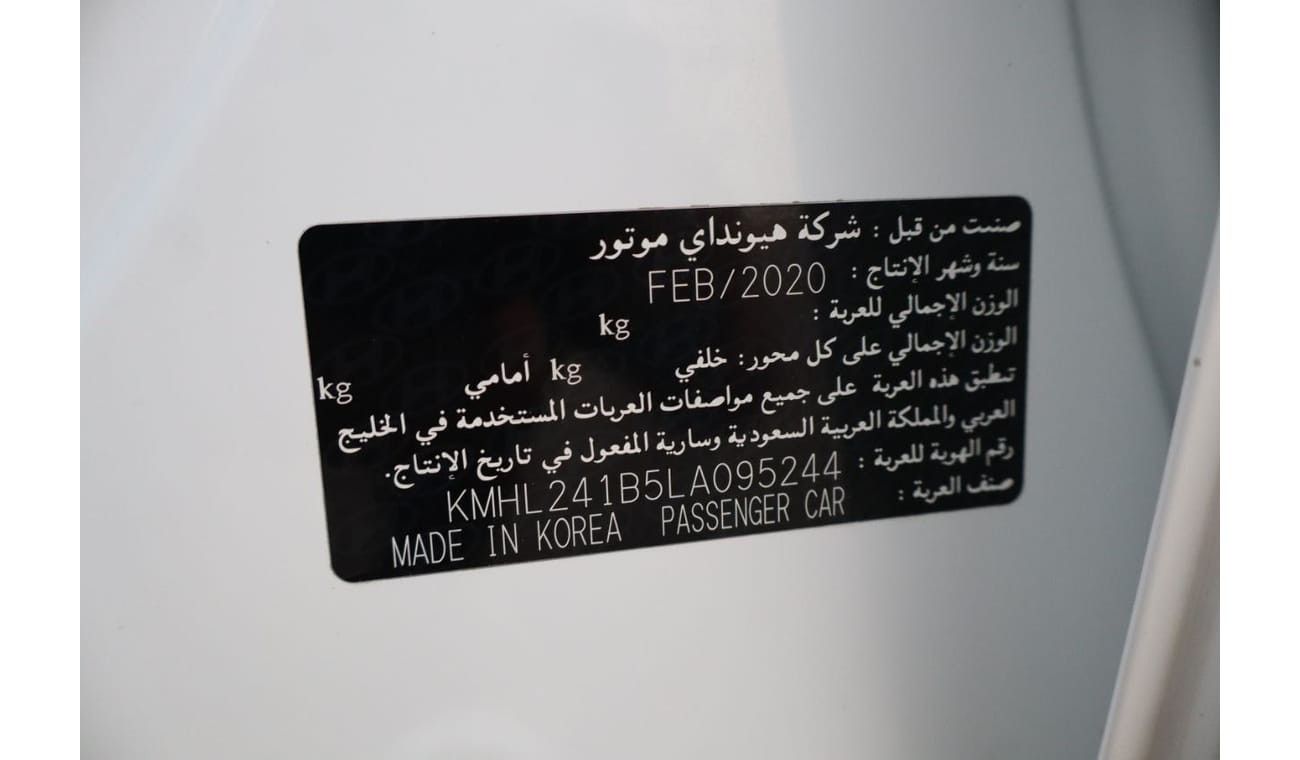 صنعت من قبل : شركة هيونداي موتور
سنة وشهر الإنتاج : FEB/2020
الوزن الإجمالي للعربة : kg
الوزن الإجمالي على كل محور: خلفي kg أمامي kg
تنطبق هذه العربة على جميع مواصفات العربات المستخدمة في الخليج
العربي والمملكة العربية السعودية وسارية المفعول في تاريخ الإنتاج.
رقم الهوية للعربة : KMHL241B5LA095244
صنف العربة : PASSENGER CAR MADE IN KOREA